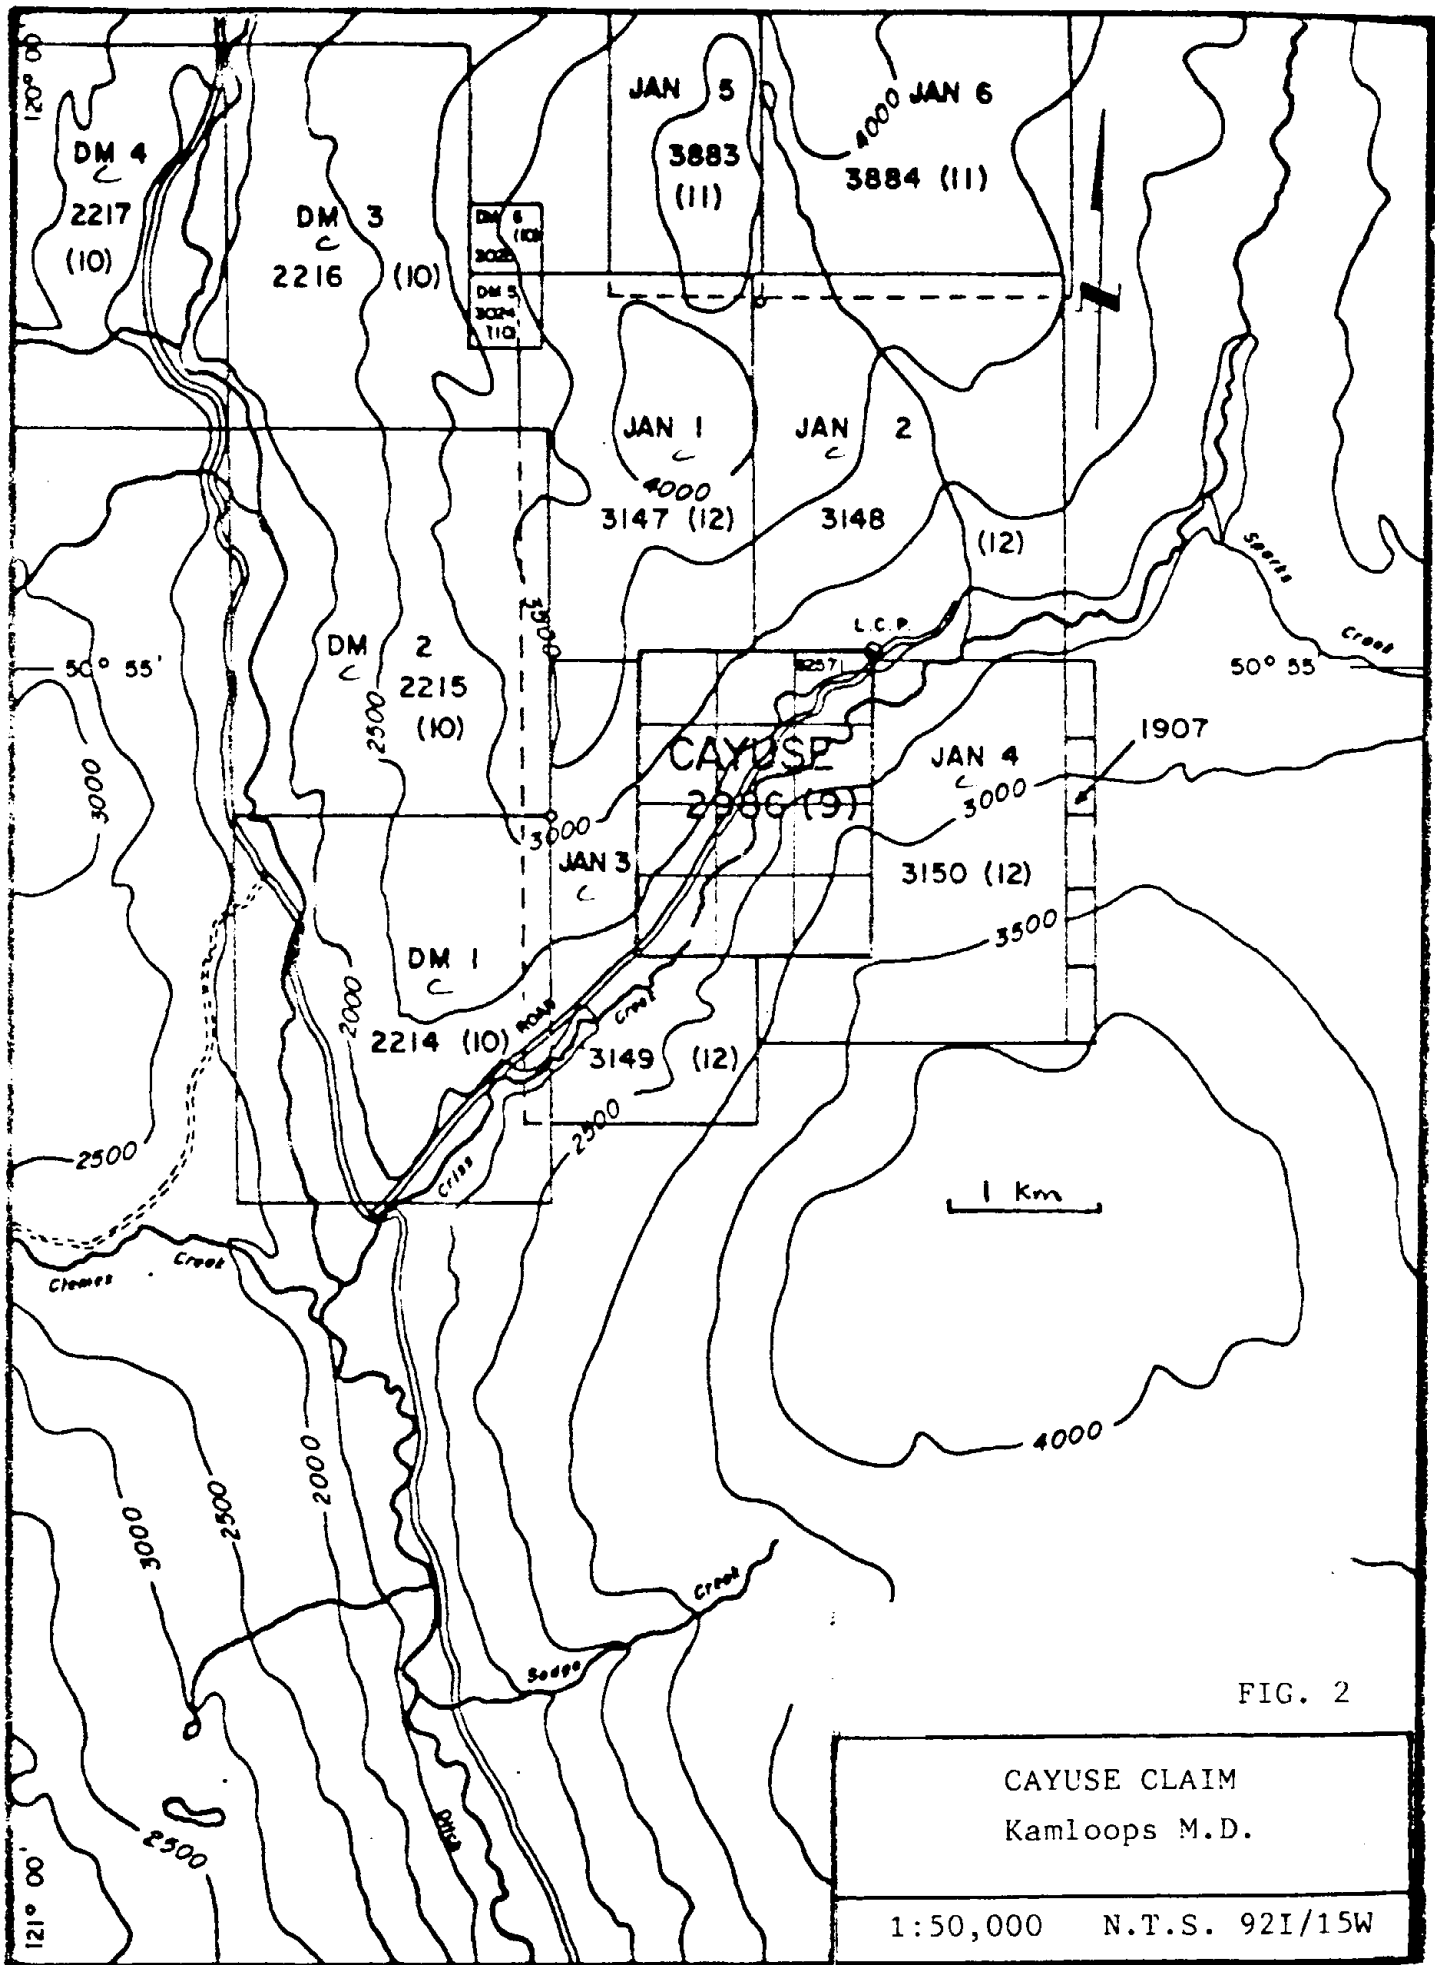 120° 00'
JAN 5
3883
(11)
4000
JAN 6
3884 (11)
DM 4
C
2217
(10)
DM 3
C
2216 (10)
DM 6
(10)
DM 5
3024
(10)
JAN 1
C
4000
3147 (12)
JAN 2
C
3148
(12)
Sparks
Creek
3500
L.C.P.
50° 55'
DM 2
C
2215
(10)
2500
50° 55
3000
CAYUSE
2986 (9)
JAN 4
C
3000
3150 (12)
1907
3000
JAN 3
C
3500
DM 1
C
2000
2214 (10)
ROAD
Creek
3149 (12)
2500
2500
Criss
1 Km
Clemes Creek
4000
2000
2500
3000
Creek
Sedge
Ditch
2500
121° 00'
FIG. 2
CAYUSE CLAIM
Kamloops M.D.
1:50,000 N.T.S. 92I/15W